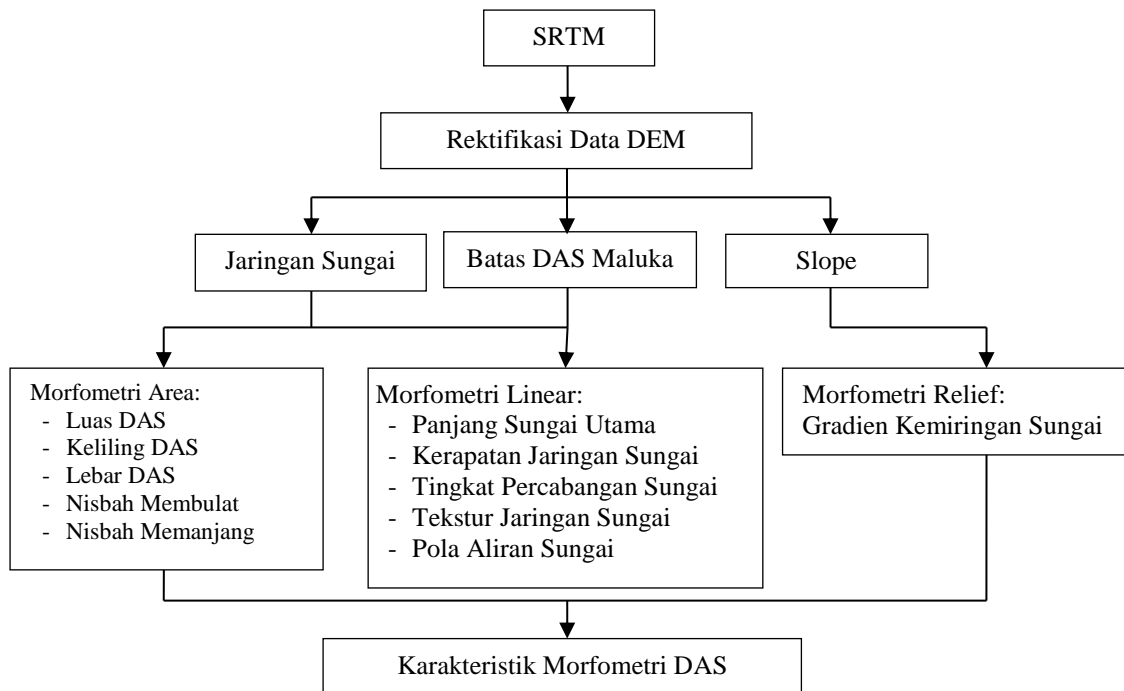 SRTM
Rektifikasi Data DEM
Jaringan Sungai
Batas DAS Maluka
Slope
Morfometri Area:
- Luas DAS
- Keliling DAS
- Lebar DAS
- Nisbah Membulat
- Nisbah Memanjang
Morfometri Linear:
- Panjang Sungai Utama
- Kerapatan Jaringan Sungai
- Tingkat Percabangan Sungai
- Tekstur Jaringan Sungai
- Pola Aliran Sungai
Morfometri Relief:
Gradien Kemiringan Sungai
Karakteristik Morfometri DAS